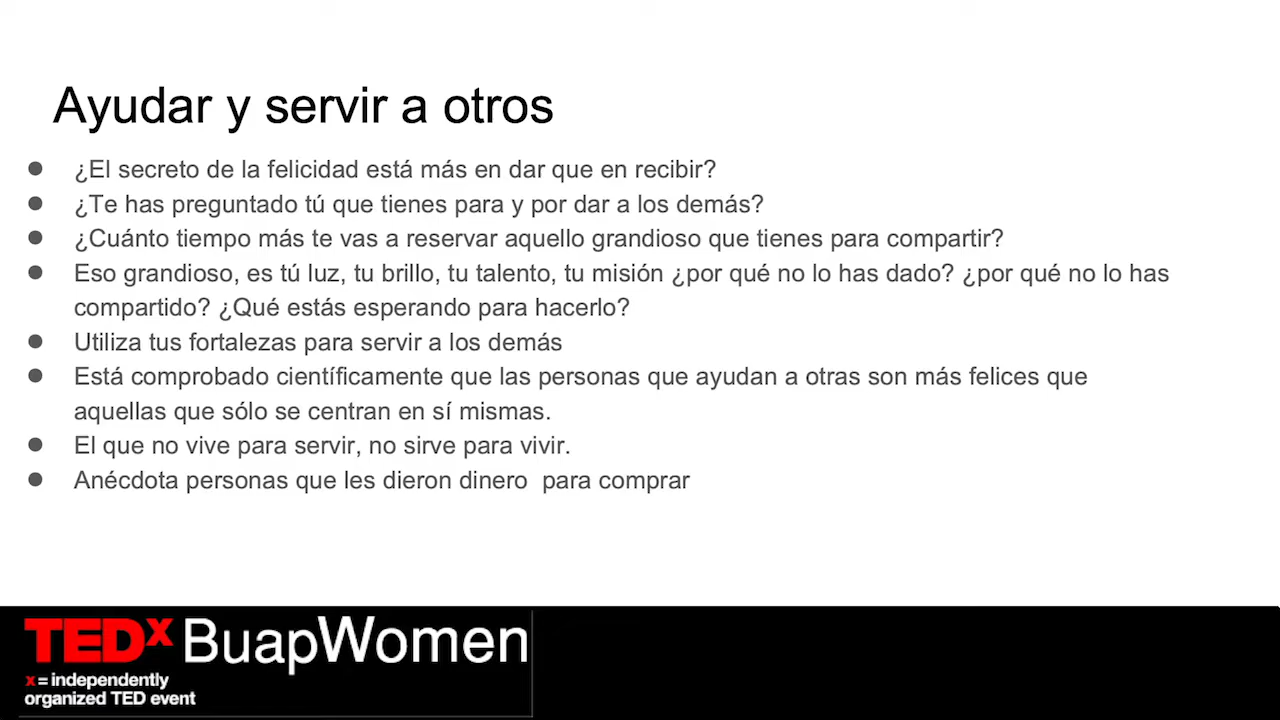 Ayudar y servir a otros
● ¿El secreto de la felicidad está más en dar que en recibir?
● ¿Te has preguntado tú que tienes para y por dar a los demás?
● ¿Cuánto tiempo más te vas a reservar aquello grandioso que tienes para compartir?
● Eso grandioso, es tú luz, tu brillo, tu talento, tu misión ¿por qué no lo has dado? ¿por qué no lo has
compartido? ¿Qué estás esperando para hacerlo?
● Utiliza tus fortalezas para servir a los demás
● Está comprobado científicamente que las personas que ayudan a otras son más felices que
aquellas que sólo se centran en sí mismas.
● El que no vive para servir, no sirve para vivir.
● Anécdota personas que les dieron dinero  para comprar
TEDx BuapWomen
x = independently
organized TED event